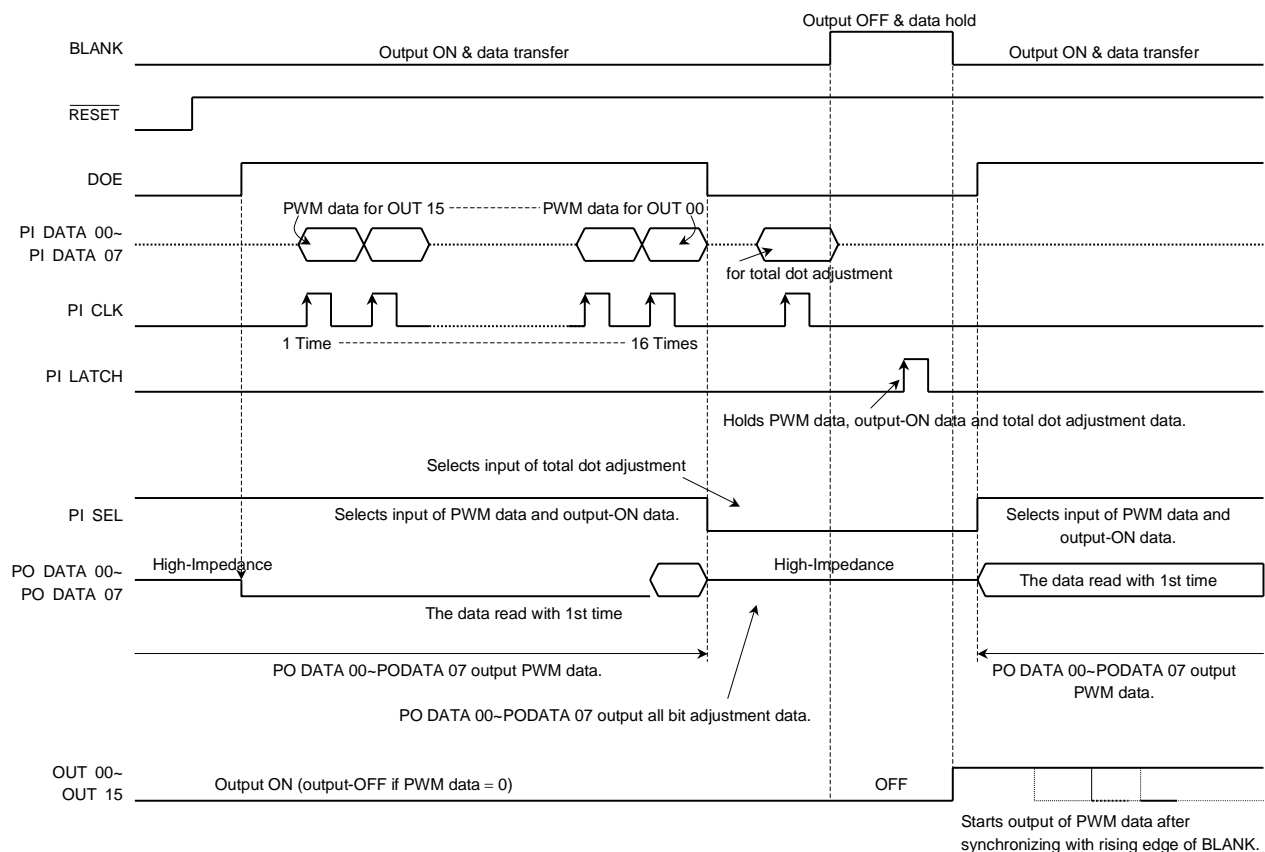 Output OFF & data hold
BLANK
Output ON & data transfer
Output ON & data transfer
RESET
DOE
PWM data for OUT 15
PWM data for OUT 00
PI DATA 00~
PI DATA 07
for total dot adjustment
PI CLK
1 Time
16 Times
PI LATCH
Holds PWM data, output-ON data and total dot adjustment data.
Selects input of total dot adjustment
PI SEL
Selects input of PWM data and output-ON data.
Selects input of PWM data and
output-ON data.
High-Impedance
High-Impedance
PO DATA 00~
PO DATA 07
The data read with 1st time
The data read with 1st time
PO DATA 00~PODATA 07 output PWM data.
PO DATA 00~PODATA 07 output
PWM data.
PO DATA 00~PODATA 07 output all bit adjustment data.
OUT 00~
OUT 15
Output ON (output-OFF if PWM data = 0)
OFF
Starts output of PWM data after
synchronizing with rising edge of BLANK.